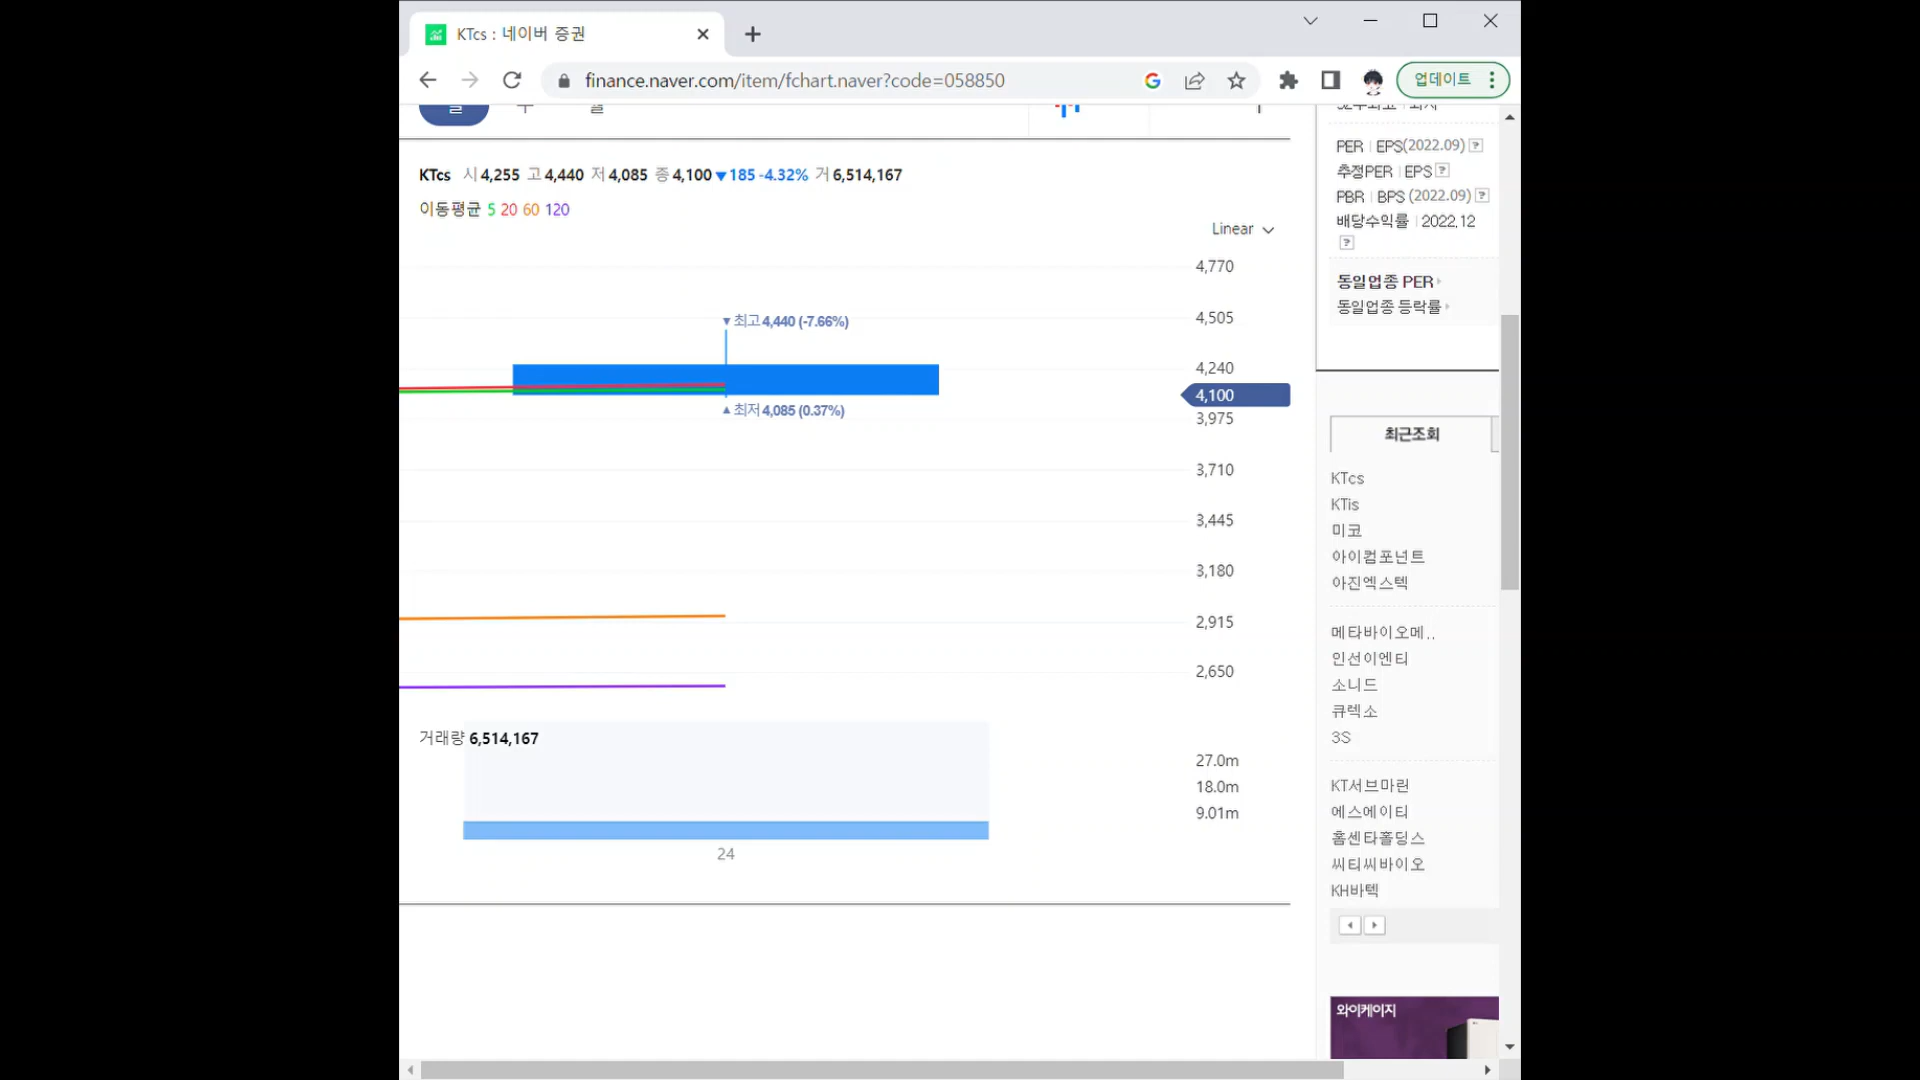 KTcs : 네이버 증권
finance.naver.com/item/fchart.naver?code=058850
업데이트
KTcs 시 4,255 고 4,440 저 4,085 종 4,100 ▼185 -4.32% 거 6,514,167
이동평균 5 20 60 120
Linear
4,770
4,505
4,240
4,100
3,975
3,710
3,445
3,180
2,915
2,650
▼최고 4,440 (-7.66%)
▲최저 4,085 (0.37%)
거래량 6,514,167
27.0m
18.0m
9.01m
24
PER | EPS(2022.09) ?
추정PER | EPS ?
PBR | BPS (2022.09) ?
배당수익률 | 2022.12
?
동일업종 PER
동일업종 등락률
최근조회
KTcs
KTis
미코
아이컴포넌트
아진엑스텍
메타바이오메..
인선이엔티
소니드
큐렉소
3S
KT서브마린
에스에이티
홈센타홀딩스
씨티씨바이오
KH바텍
와이케이지